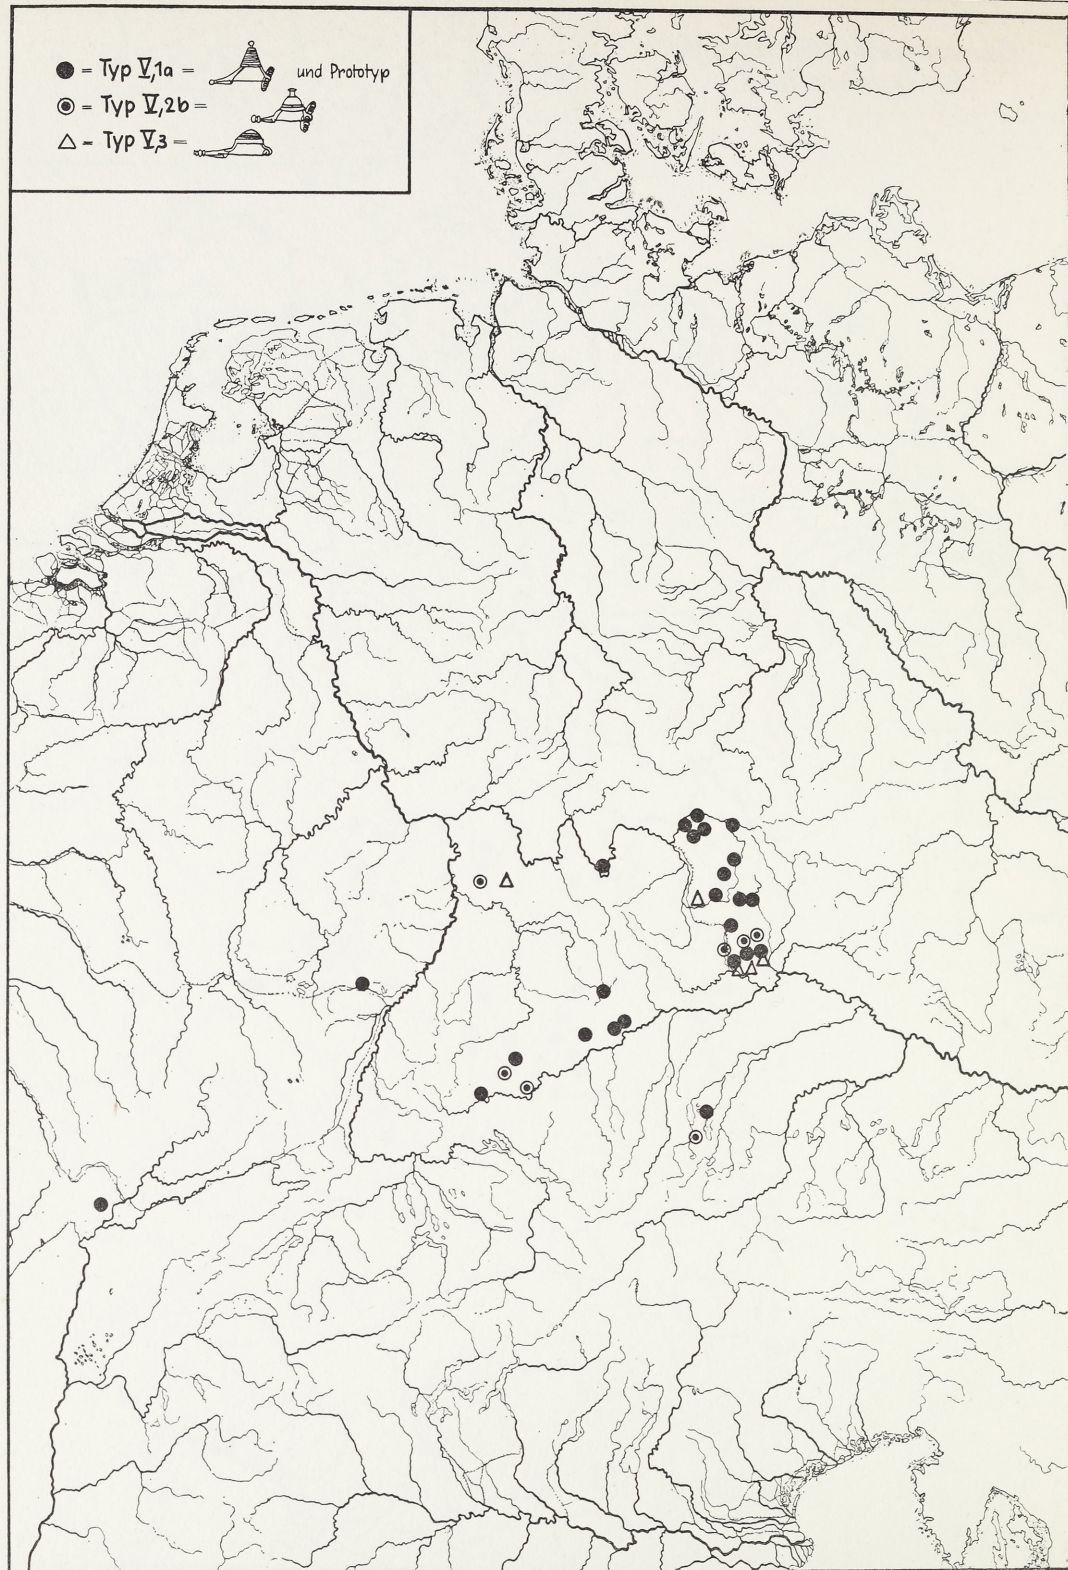 ● = Typ V,1a = und Prototyp
◉ = Typ V,2b =
△ - Typ V,3 =